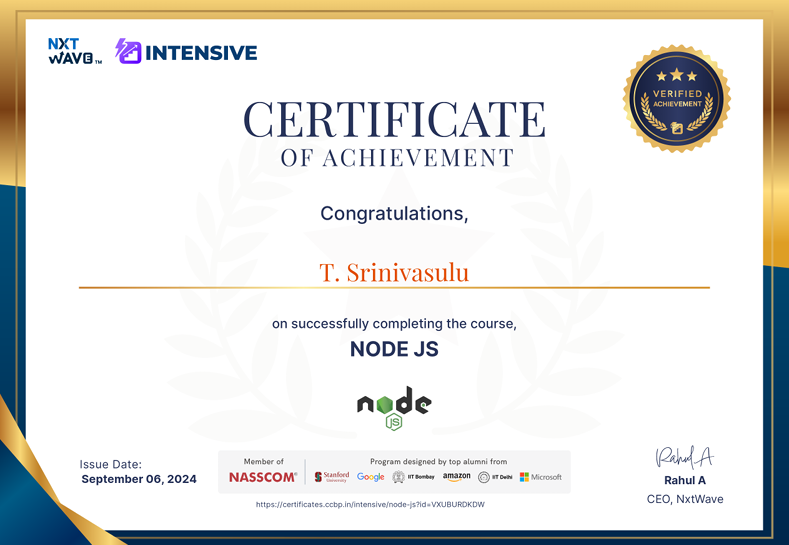 NXT
WAVE™ INTENSIVE
VERIFIED
ACHIEVEMENT
CERTIFICATE
OF ACHIEVEMENT
Congratulations,
T. Srinivasulu
on successfully completing the course,
NODE JS
node
JS
Issue Date:
September 06, 2024
Member of
NASSCOM®
Program designed by top alumni from
Stanford
University
Google
IIT Bombay
amazon
IIT Delhi
Microsoft
https://certificates.ccbp.in/intensive/node-js?id=VXUBURDKDW
Rahul A
Rahul A
CEO, NxtWave